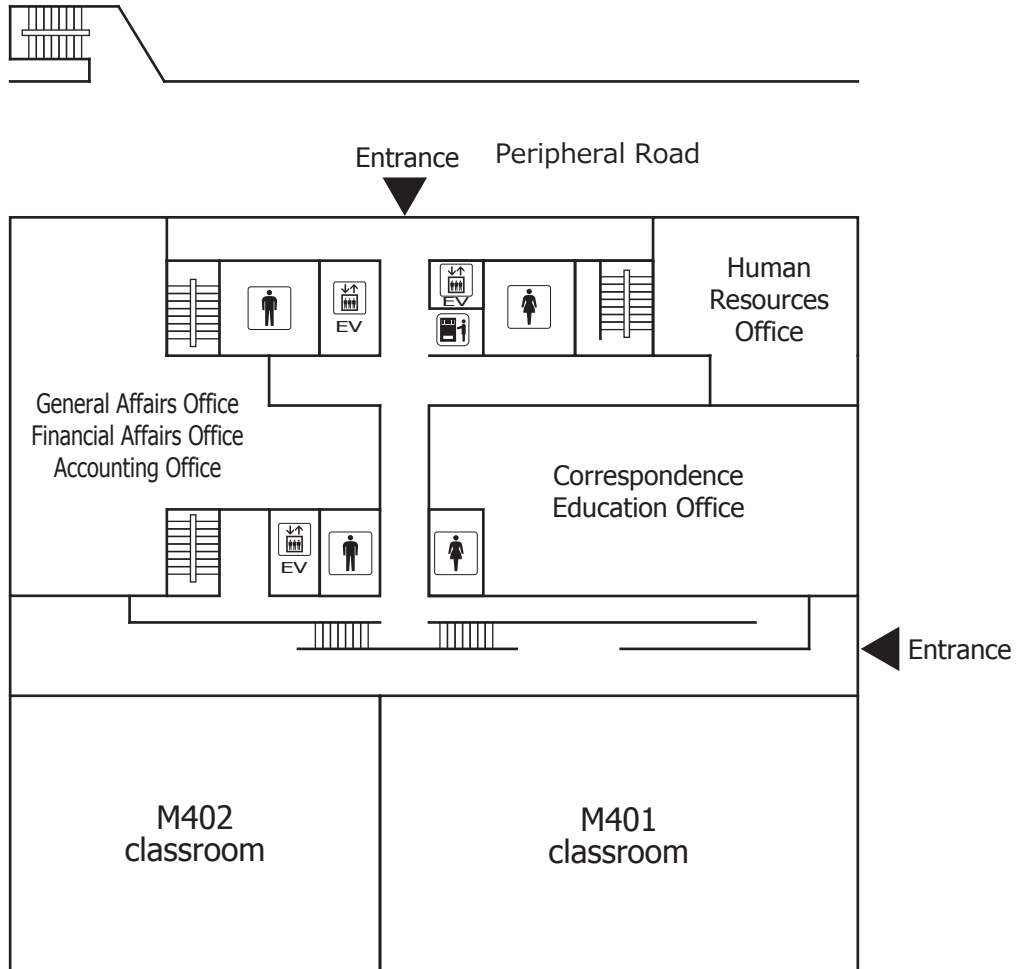 Entrance
Peripheral Road
Human
Resources
Office
EV
EV
General Affairs Office
Financial Affairs Office
Accounting Office
Correspondence
Education Office
EV
Entrance
M402
classroom
M401
classroom